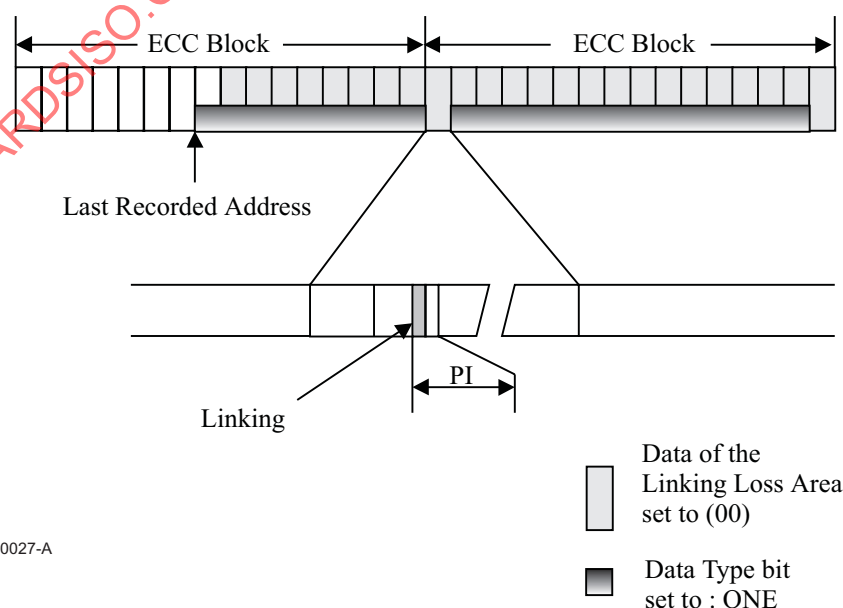 ARDSISO.C
ECC Block
ECC Block
Last Recorded Address
PI
Linking
Data of the
Linking Loss Area
set to (00)
0027-A
Data Type bit
set to : ONE